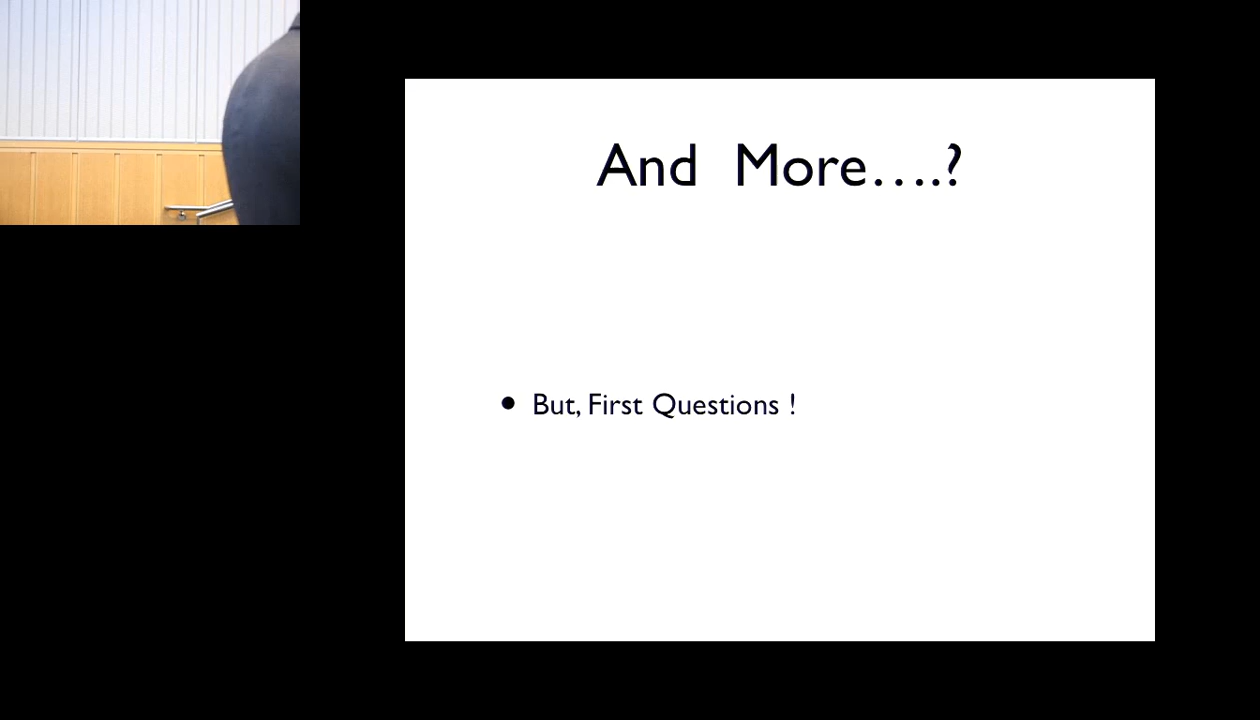 And More....?
• But, First Questions !